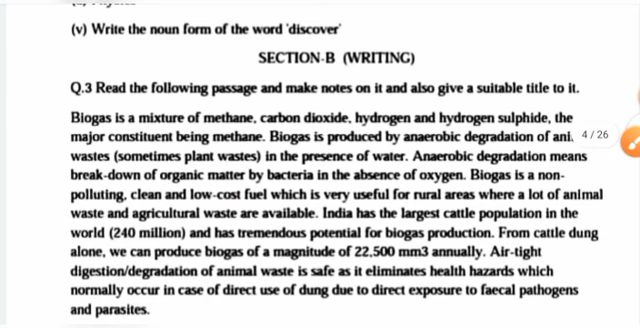 (v) Write the noun form of the word 'discover'
SECTION-B (WRITING)
Q.3 Read the following passage and make notes on it and also give a suitable title to it.
Biogas is a mixture of methane, carbon dioxide, hydrogen and hydrogen sulphide, the
major constituent being methane. Biogas is produced by anaerobic degradation of ani. 4 / 26
wastes (sometimes plant wastes) in the presence of water. Anaerobic degradation means
break-down of organic matter by bacteria in the absence of oxygen. Biogas is a non-
polluting, clean and low-cost fuel which is very useful for rural areas where a lot of animal
waste and agricultural waste are available. India has the largest cattle population in the
world (240 million) and has tremendous potential for biogas production. From cattle dung
alone, we can produce biogas of a magnitude of 22,500 mm3 annually. Air-tight
digestion/degradation of animal waste is safe as it eliminates health hazards which
normally occur in case of direct use of dung due to direct exposure to faecal pathogens
and parasites.